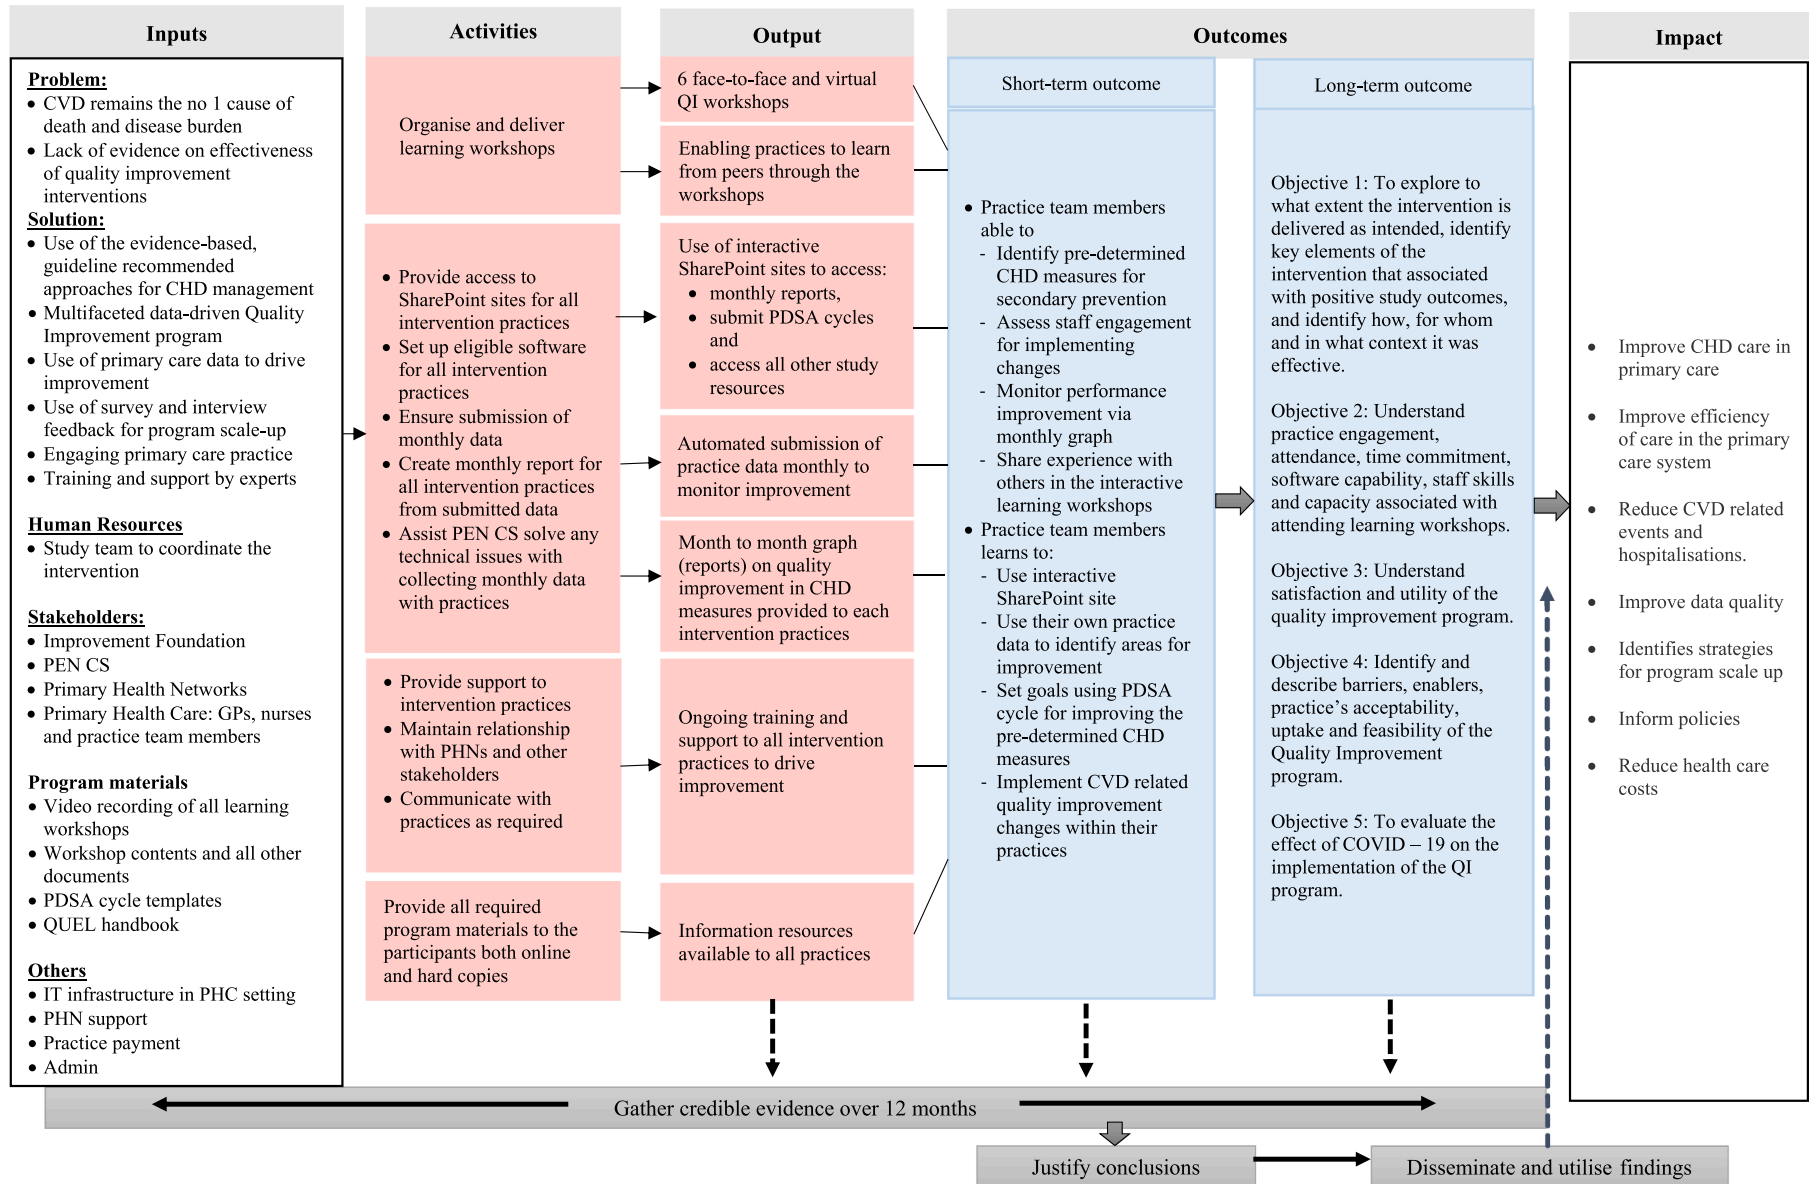 Inputs
Problem:
• CVD remains the no 1 cause of
death and disease burden
• Lack of evidence on effectiveness
of quality improvement
interventions
Solution:
• Use of the evidence-based,
guideline recommended
approaches for CHD management
• Multifaceted data-driven Quality
Improvement program
• Use of primary care data to drive
improvement
• Use of survey and interview
feedback for program scale-up
• Engaging primary care practice
• Training and support by experts
Human Resources
• Study team to coordinate the
intervention
Stakeholders:
• Improvement Foundation
• PEN CS
• Primary Health Networks
• Primary Health Care: GPs, nurses
and practice team members
Program materials
• Video recording of all learning
workshops
• Workshop contents and all other
documents
• PDSA cycle templates
• QUEL handbook
Others
• IT infrastructure in PHC setting
• PHN support
• Practice payment
• Admin
Activities
Organise and deliver
learning workshops
• Provide access to
SharePoint sites for all
intervention practices
• Set up eligible software
for all intervention
practices
• Ensure submission of
monthly data
• Create monthly report for
all intervention practices
from submitted data
• Assist PEN CS solve any
technical issues with
collecting monthly data
with practices
• Provide support to
intervention practices
• Maintain relationship
with PHNs and other
stakeholders
• Communicate with
practices as required
Provide all required
program materials to the
participants both online
and hard copies
Output
6 face-to-face and virtual
QI workshops
Enabling practices to learn
from peers through the
workshops
Use of interactive
SharePoint sites to access:
• monthly reports,
• submit PDSA cycles
and
• access all other study
resources
Automated submission of
practice data monthly to
monitor improvement
Month to month graph
(reports) on quality
improvement in CHD
measures provided to each
intervention practices
Ongoing training and
support to all intervention
practices to drive
improvement
Information resources
available to all practices
Outcomes
Short-term outcome
• Practice team members
able to
- Identify pre-determined
CHD measures for
secondary prevention
- Assess staff engagement
for implementing
changes
- Monitor performance
improvement via
monthly graph
- Share experience with
others in the interactive
learning workshops
• Practice team members
learns to:
- Use interactive
SharePoint site
- Use their own practice
data to identify areas for
improvement
- Set goals using PDSA
cycle for improving the
pre-determined CHD
measures
- Implement CVD related
quality improvement
changes within their
practices
Long-term outcome
Objective 1: To explore to
what extent the intervention is
delivered as intended, identify
key elements of the
intervention that associated
with positive study outcomes,
and identify how, for whom
and in what context it was
effective.
Objective 2: Understand
practice engagement,
attendance, time commitment,
software capability, staff skills
and capacity associated with
attending learning workshops.
Objective 3: Understand
satisfaction and utility of the
quality improvement program.
Objective 4: Identify and
describe barriers, enablers,
practice’s acceptability,
uptake and feasibility of the
Quality Improvement
program.
Objective 5: To evaluate the
effect of COVID – 19 on the
implementation of the QI
program.
Impact
• Improve CHD care in
primary care
• Improve efficiency
of care in the primary
care system
• Reduce CVD related
events and
hospitalisations.
• Improve data quality
• Identifies strategies
for program scale up
• Inform policies
• Reduce health care
costs
Gather credible evidence over 12 months
Justify conclusions
Disseminate and utilise findings